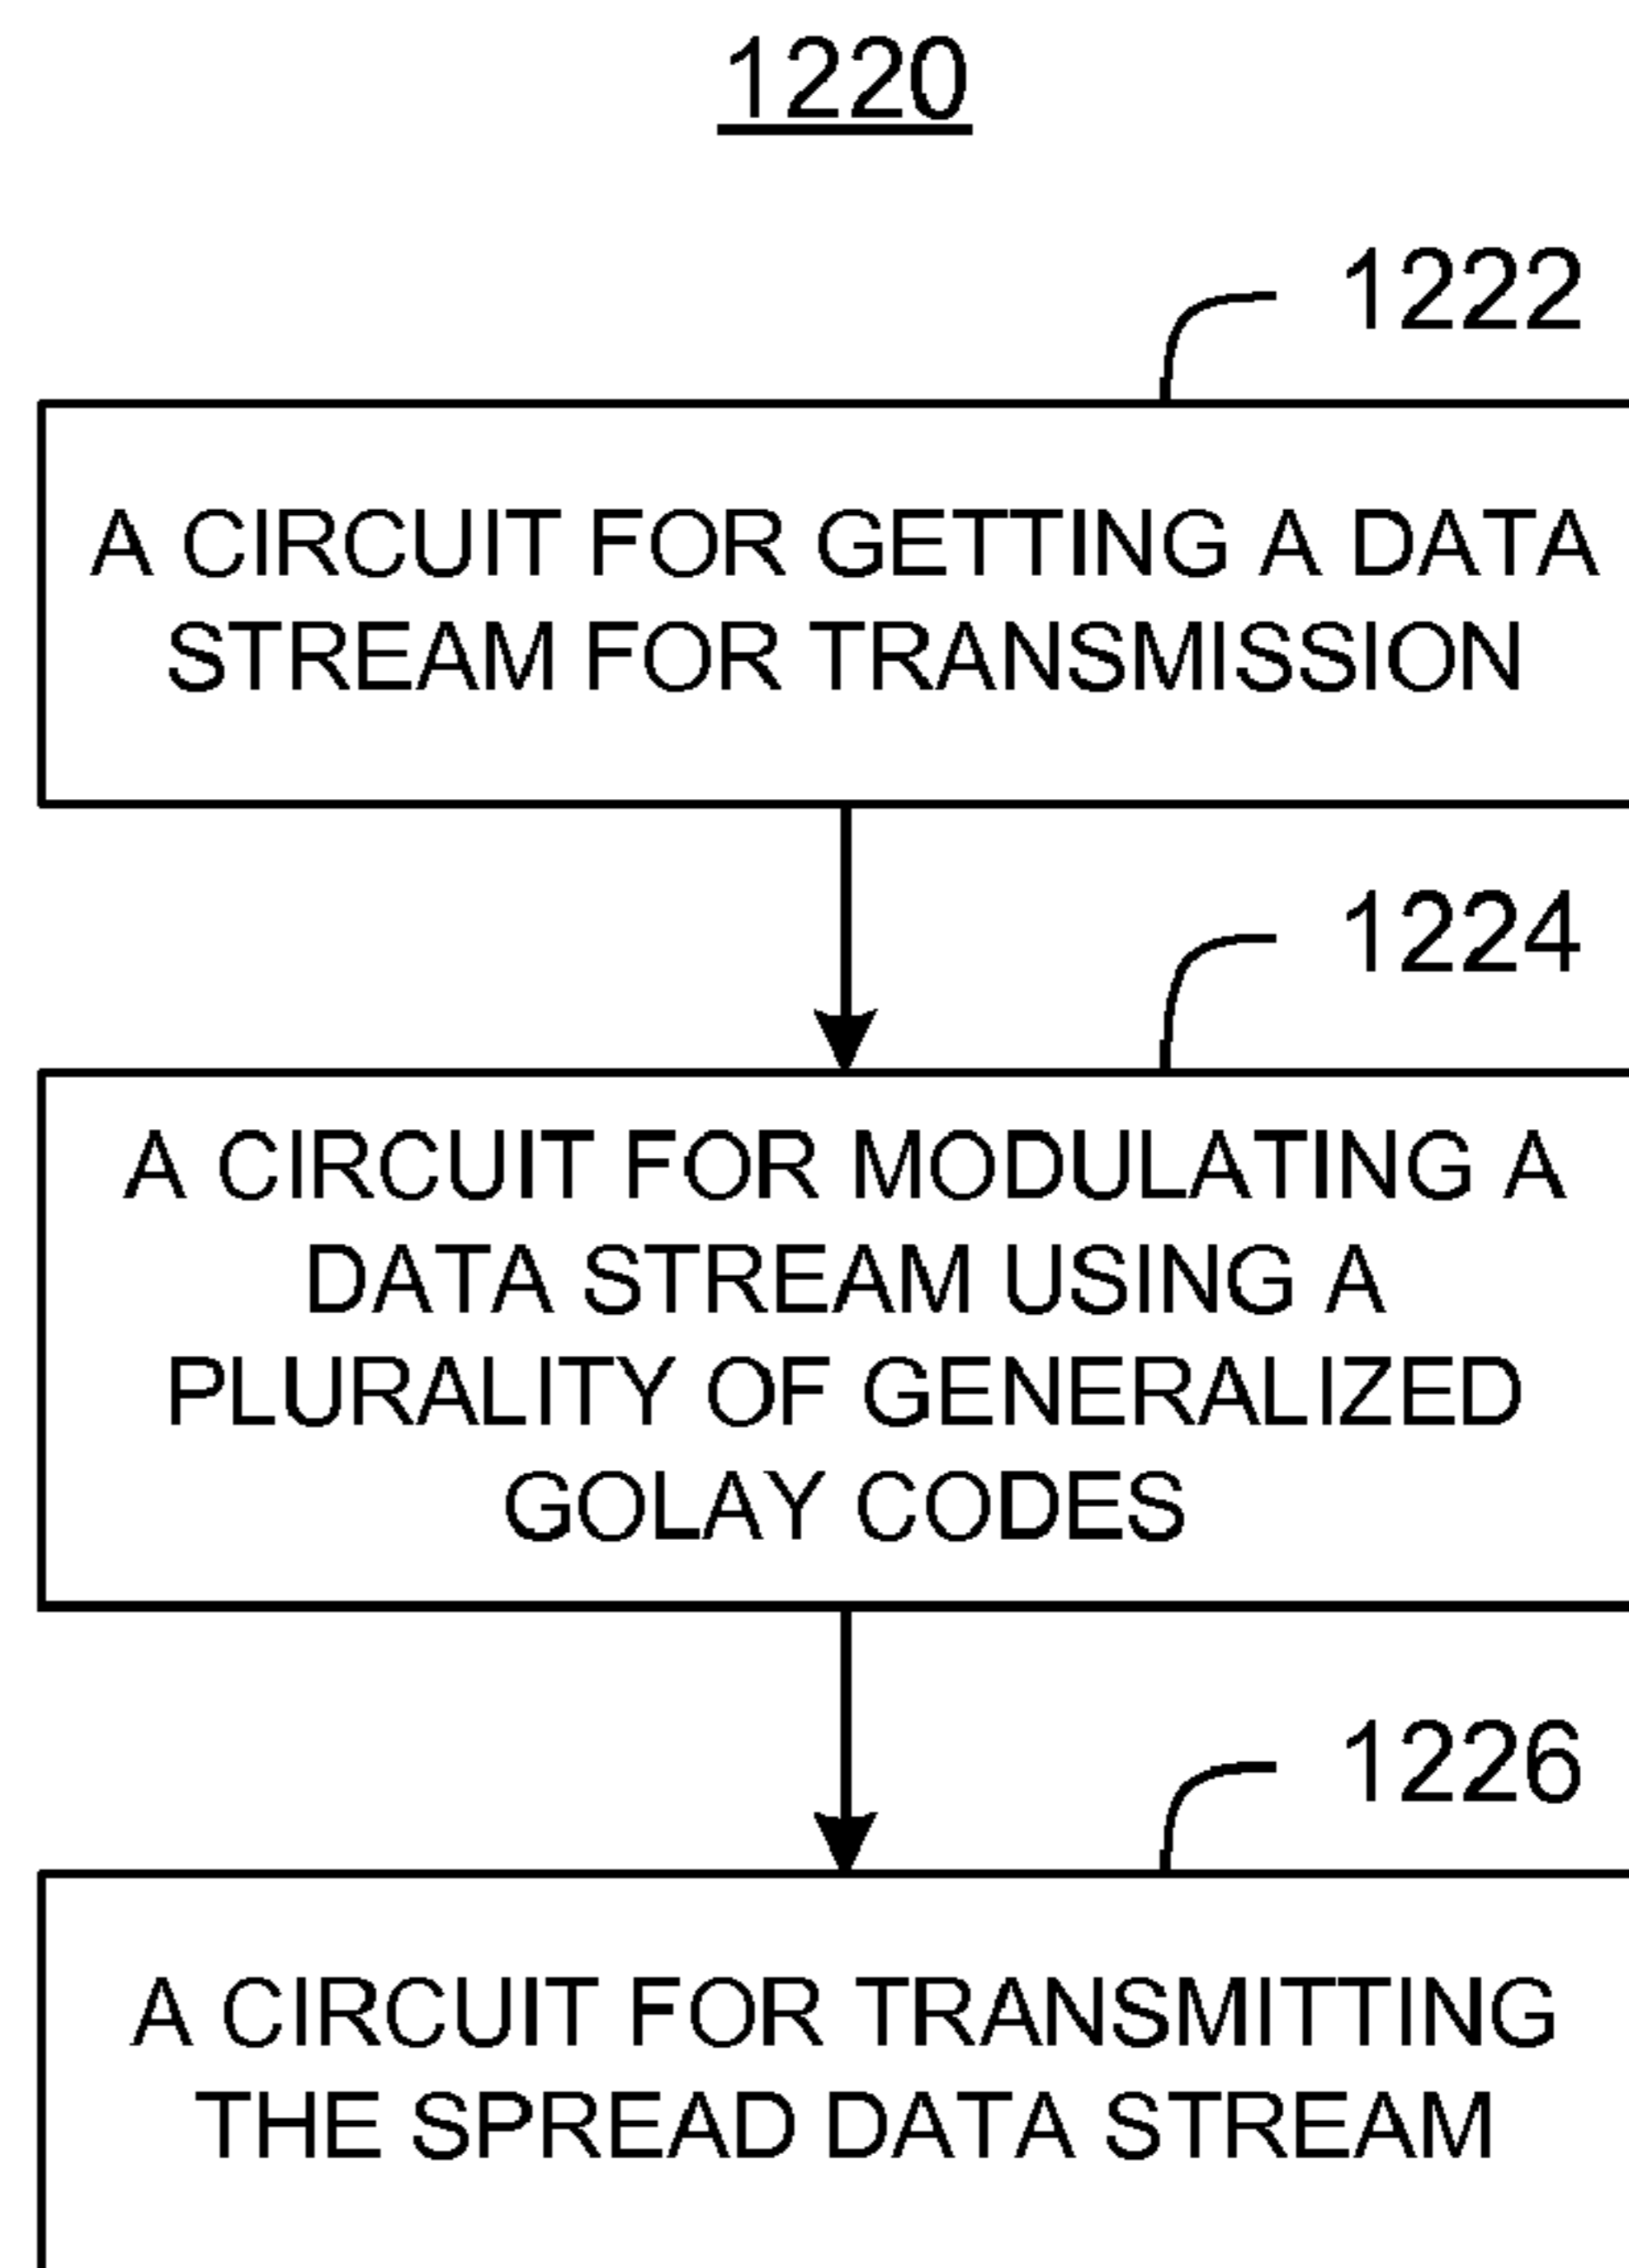 1220
1222
A CIRCUIT FOR GETTING A DATA
STREAM FOR TRANSMISSION
1224
A CIRCUIT FOR MODULATING A
DATA STREAM USING A
PLURALITY OF GENERALIZED
GOLAY CODES
1226
A CIRCUIT FOR TRANSMITTING
THE SPREAD DATA STREAM